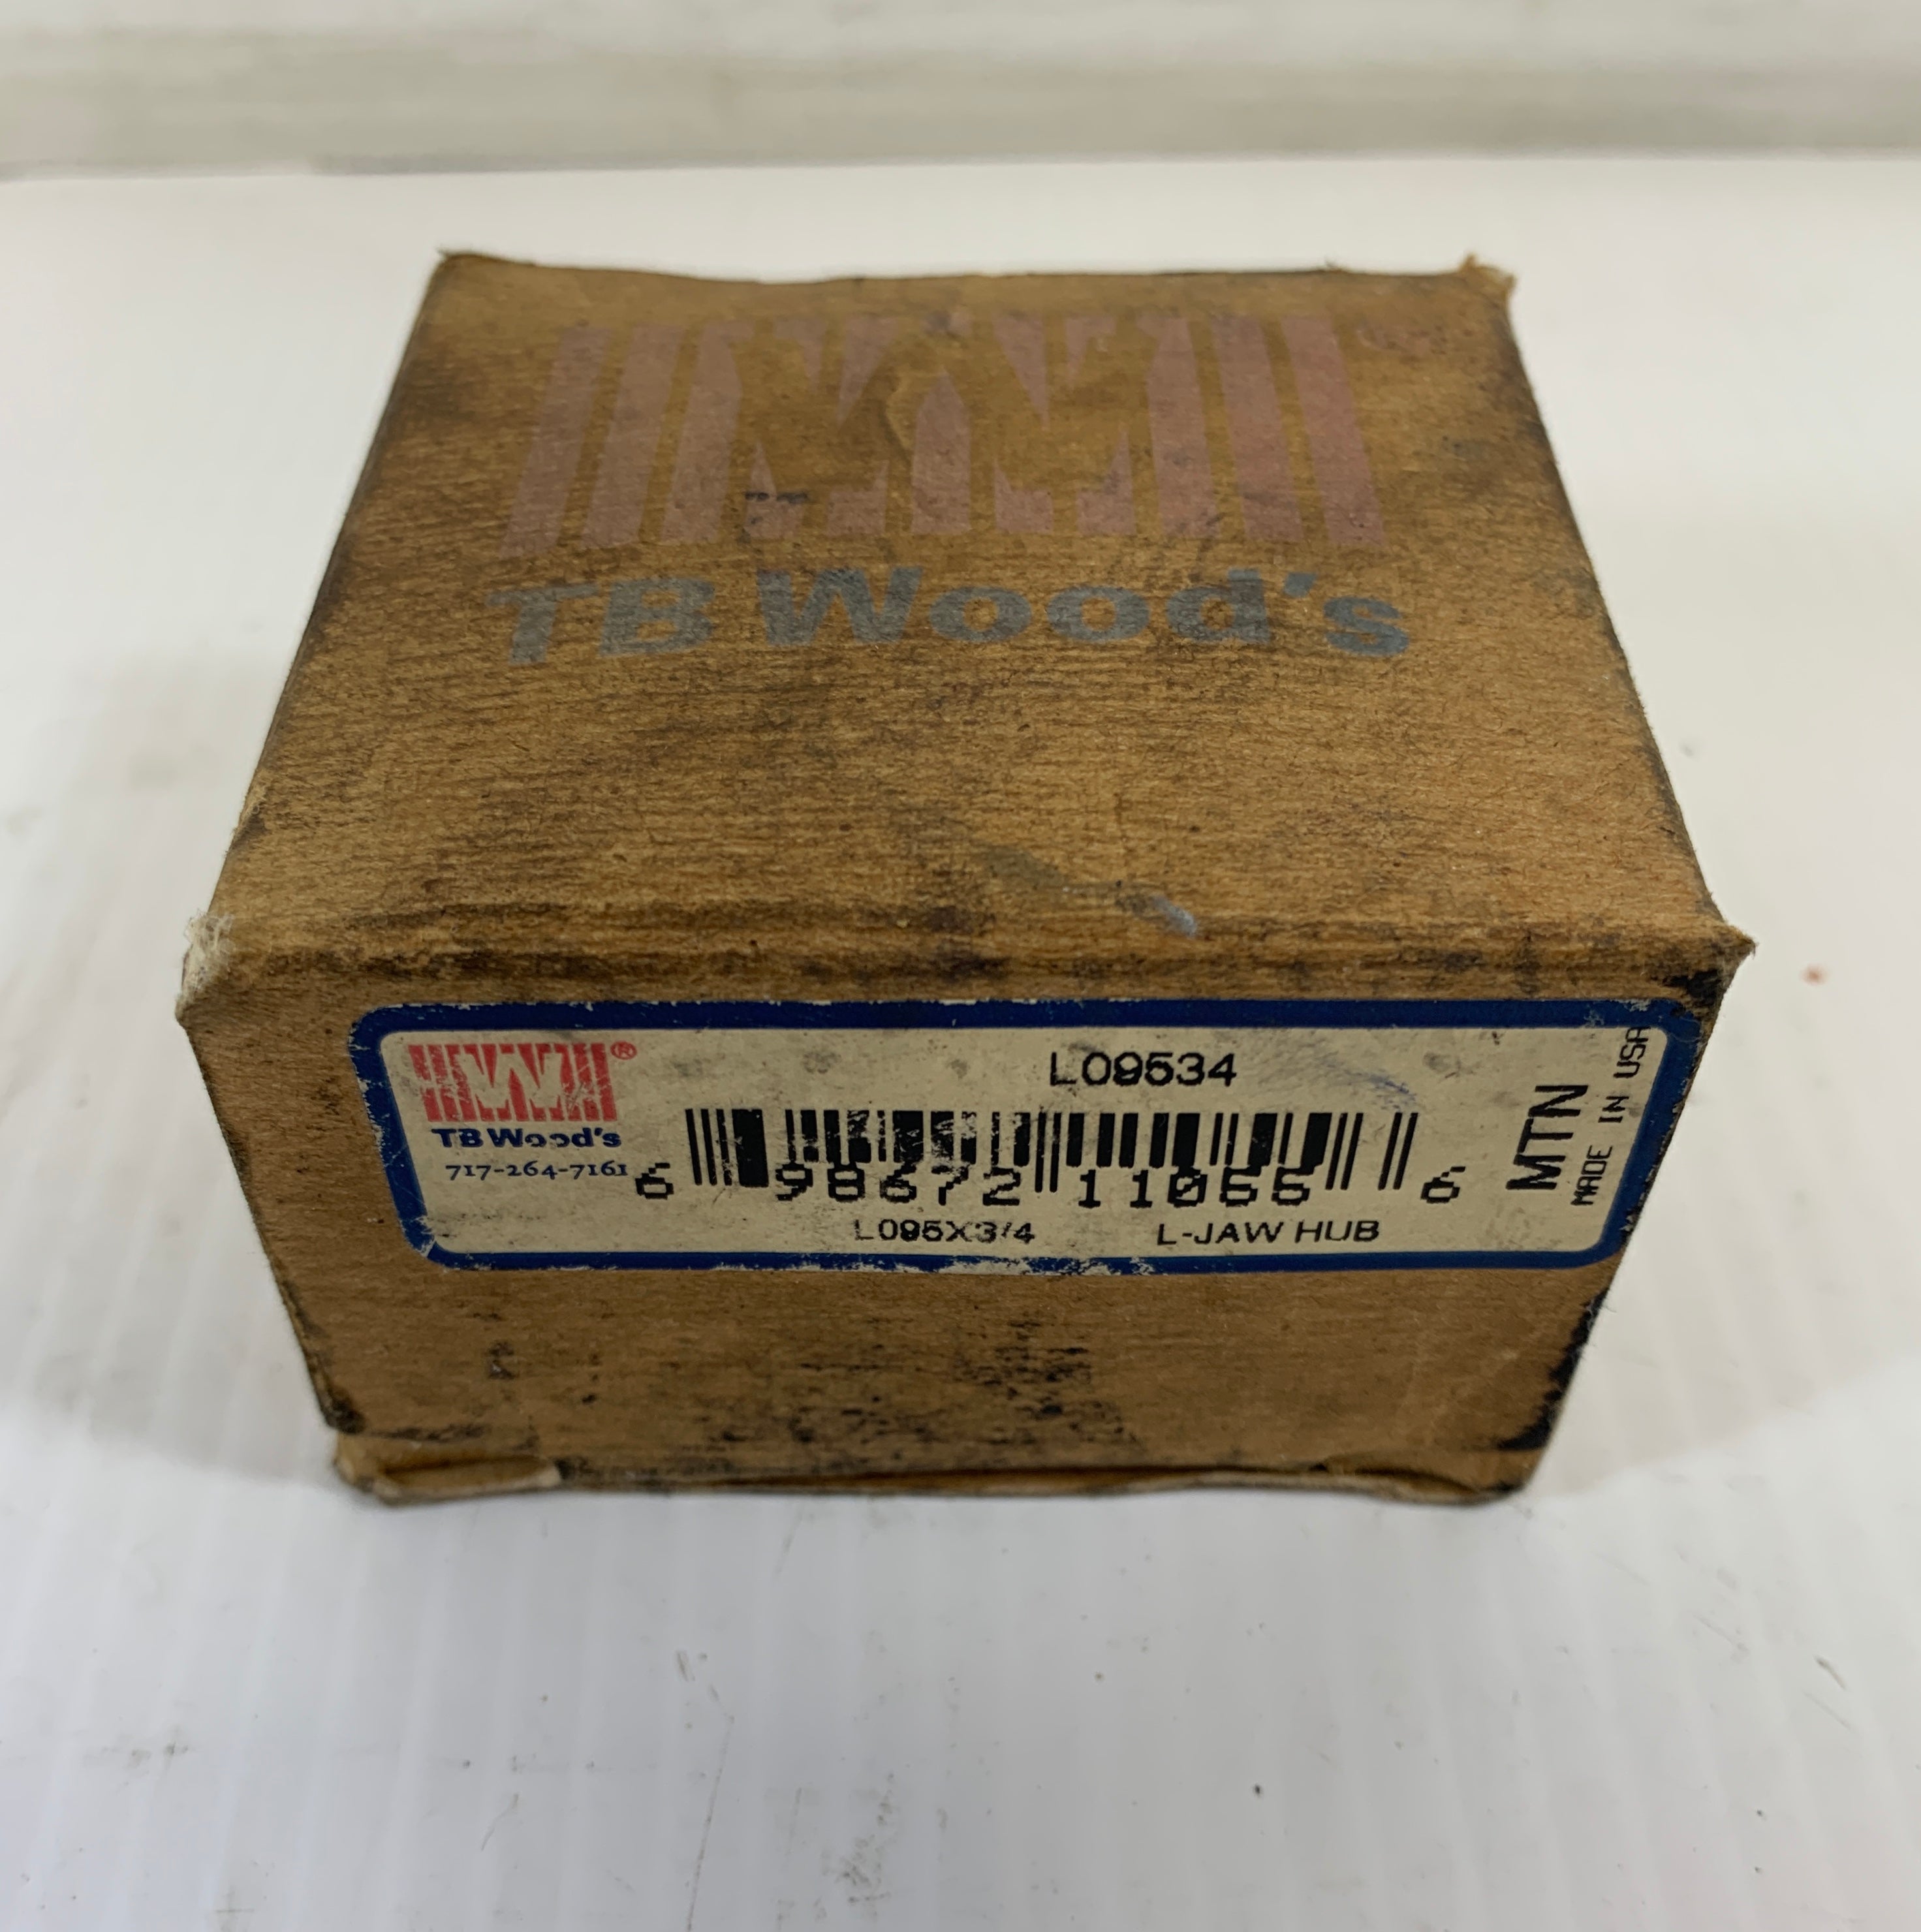 TB Wood's
®
TB Wood's
717-264-7161
L09534
6 98672 11055 6
L095X3/4 L-JAW HUB
MTN
MADE IN USA